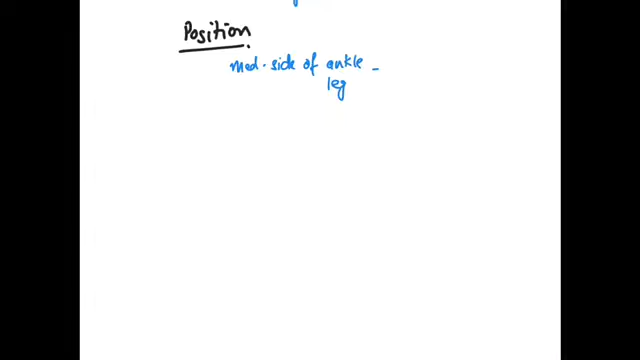 Position
med. side of ankle -
leg